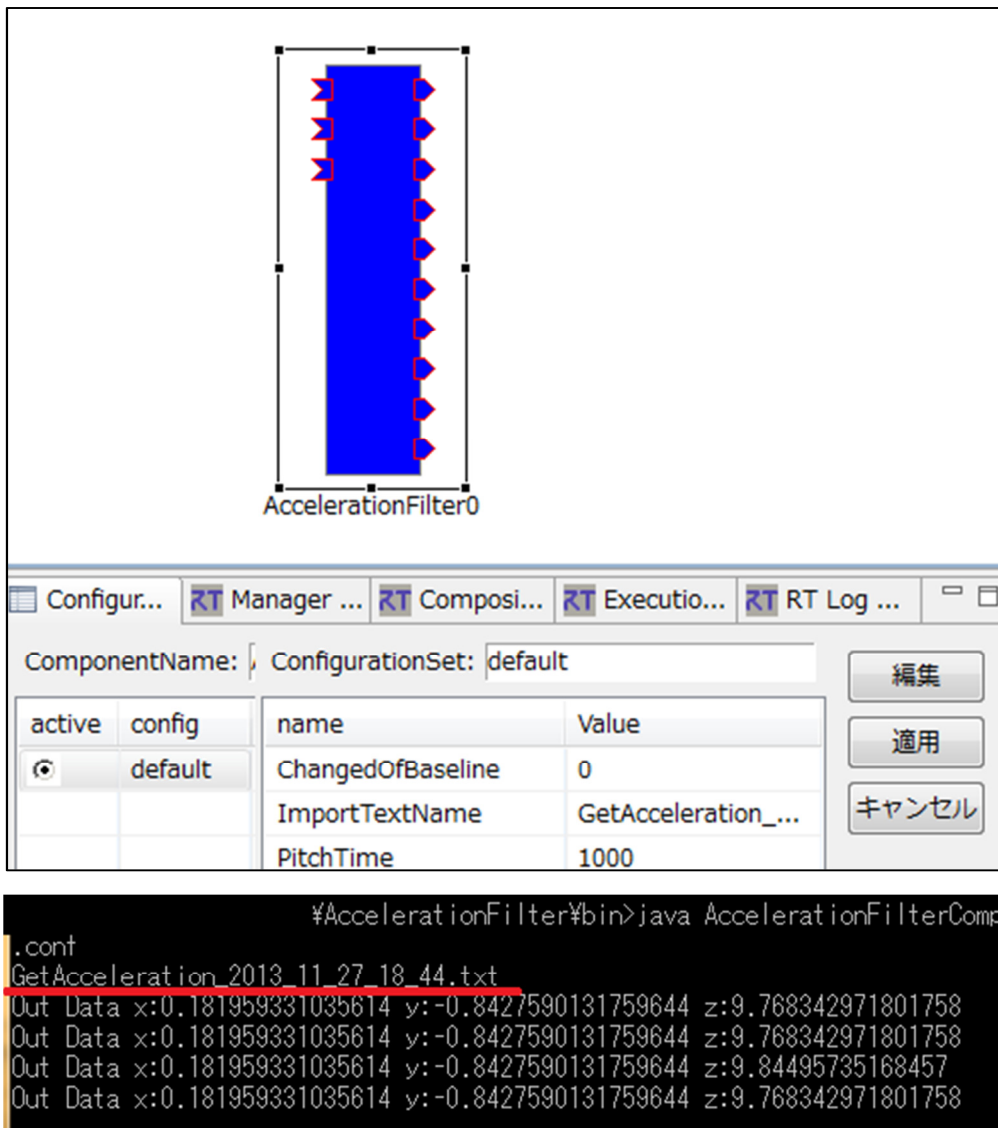 AccelerationFilter0
Configur... RT Manager ... RT Composi... RT Executio... RT RT Log ...
ComponentName: ConfigurationSet: default
編集
active config name Value
適用
default ChangedOfBaseline 0
ImportTextName GetAcceleration_...
キャンセル
PitchTime 1000
¥AccelerationFilter¥bin>java AccelerationFilterComp
.conf
GetAcceleration_2013_11_27_18_44.txt
Out Data x:0.181959331035614 y:-0.8427590131759644 z:9.768342971801758
Out Data x:0.181959331035614 y:-0.8427590131759644 z:9.768342971801758
Out Data x:0.181959331035614 y:-0.8427590131759644 z:9.84495735168457
Out Data x:0.181959331035614 y:-0.8427590131759644 z:9.768342971801758